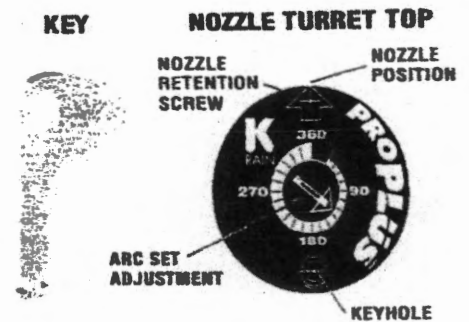 KEY
NOZZLE TURRET TOP
NOZZLE
RETENTION
SCREW
NOZZLE
POSITION
K
RAIN
PROPLUS
360
270
90
180
ARC SET
ADJUSTMENT
KEYHOLE